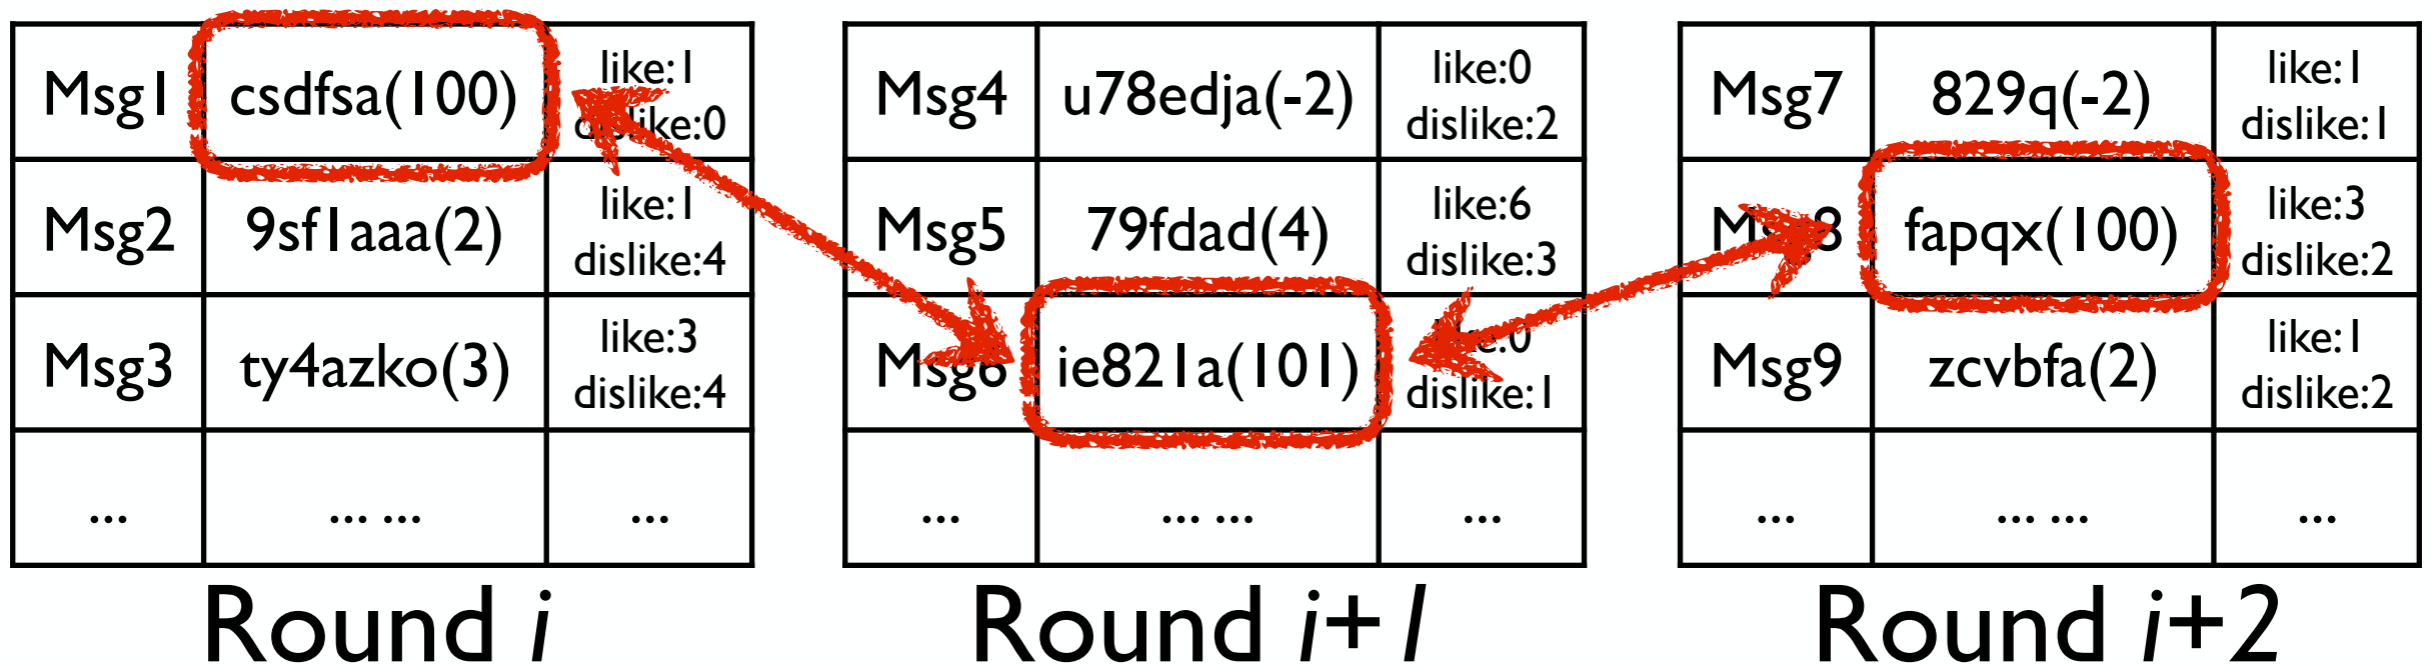 Msg1 csdfsa(100) like:1
dislike:0
Msg2 9sf1aaa(2) like:1
dislike:4
Msg3 ty4azko(3) like:3
dislike:4
... ... ... ...
Round i
Msg4 u78edja(-2) like:0
dislike:2
Msg5 79fdad(4) like:6
dislike:3
Msg6 ie821a(101) like:0
dislike:1
... ... ... ...
Round i+1
Msg7 829q(-2) like:1
dislike:1
Msg8 fapqx(100) like:3
dislike:2
Msg9 zcvbfa(2) like:1
dislike:2
... ... ... ...
Round i+2